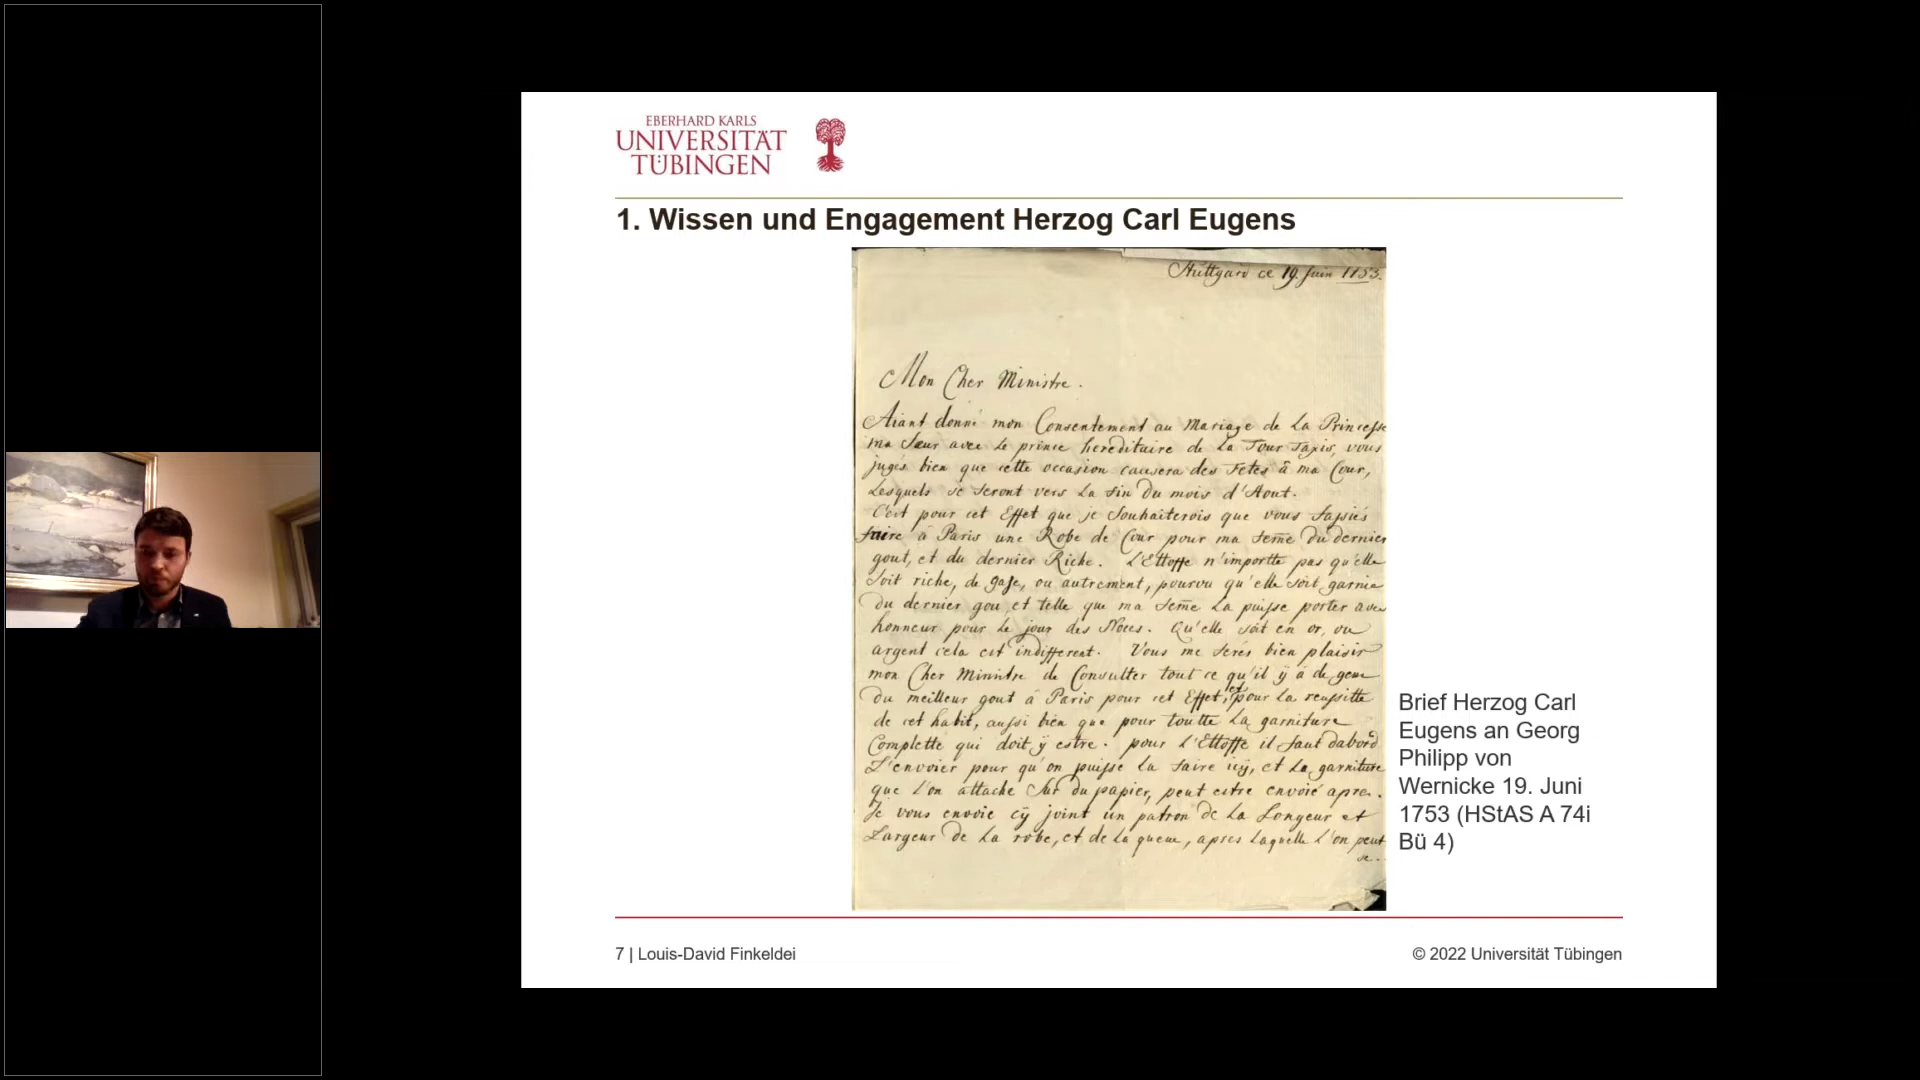 EBERHARD KARLS
UNIVERSITÄT
TÜBINGEN
1. Wissen und Engagement Herzog Carl Eugens
Stuttgard ce 19. Juin 1753.
Mon Cher Ministre.
Aiant donné mon Consentement au Mariage de La Princesse
ma Sœur avec Le prince hereditaire de La Tour Taxis, vous
jugés bien que cette occasion causera des Fetes â ma Cour,
Lesquels se seront vers La fin du mois d'Aout.
C'est pour cet Effet que je Souhaiterois que vous fassiés
faire â Paris une Robe de Cour pour ma feme du dernier
gout, et du dernier Riche. L'Ettoffe n'importte pas qu'elle
soit riche, de gase, ou autrement, pourvu qu'elle soit garnie
du dernier gou et telle que ma feme La puisse porter avec
honneur pour Le jour des Noces. Qu'elle soit en or, ou
argent cela est indifferent. Vous me ferés bien plaisir
mon Cher Ministre de Consulter tout ce qu'il ÿ â de gens
du meilleur gout â Paris pour cet Effet, et pour La reussitte
de cet habit, aussi bien que pour toutte La garniture
Complette qui doit ÿ estre. pour L'Ettoffe il faut dabord
L'envoier pour qu'on puisse La faire icÿ, et La garniture
que L'on attache Sur du papier, peut estre envoié apres.
Je vous envoie cÿ joint un patron de La Longeur et
Largeur de La robe, et de La queue, apres Laquelle L'on peut
se..
Brief Herzog Carl
Eugens an Georg
Philipp von
Wernicke 19. Juni
1753 (HStAS A 74i
Bü 4)
7 | Louis-David Finkeldei
© 2022 Universität Tübingen